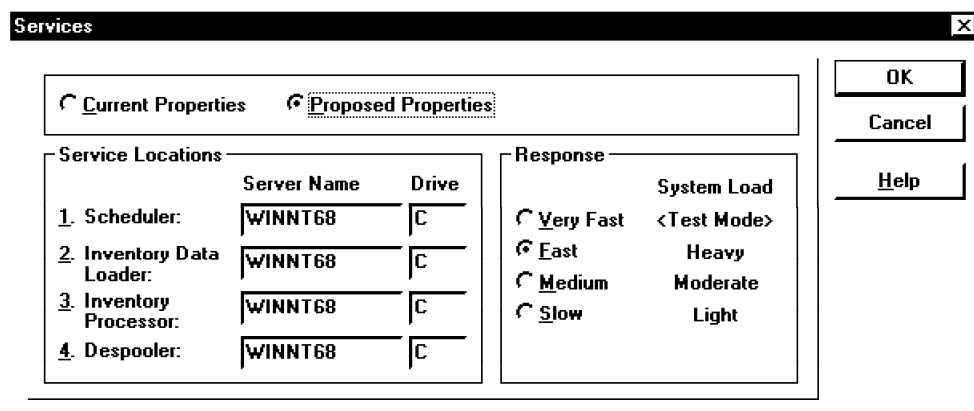 Services
Current Properties Proposed Properties
OK
Cancel
Help
Service Locations
Server Name Drive
1. Scheduler: WINNT68 C
2. Inventory Data Loader: WINNT68 C
3. Inventory Processor: WINNT68 C
4. Despooler: WINNT68 C
Response
System Load
Very Fast <Test Mode>
Fast Heavy
Medium Moderate
Slow Light